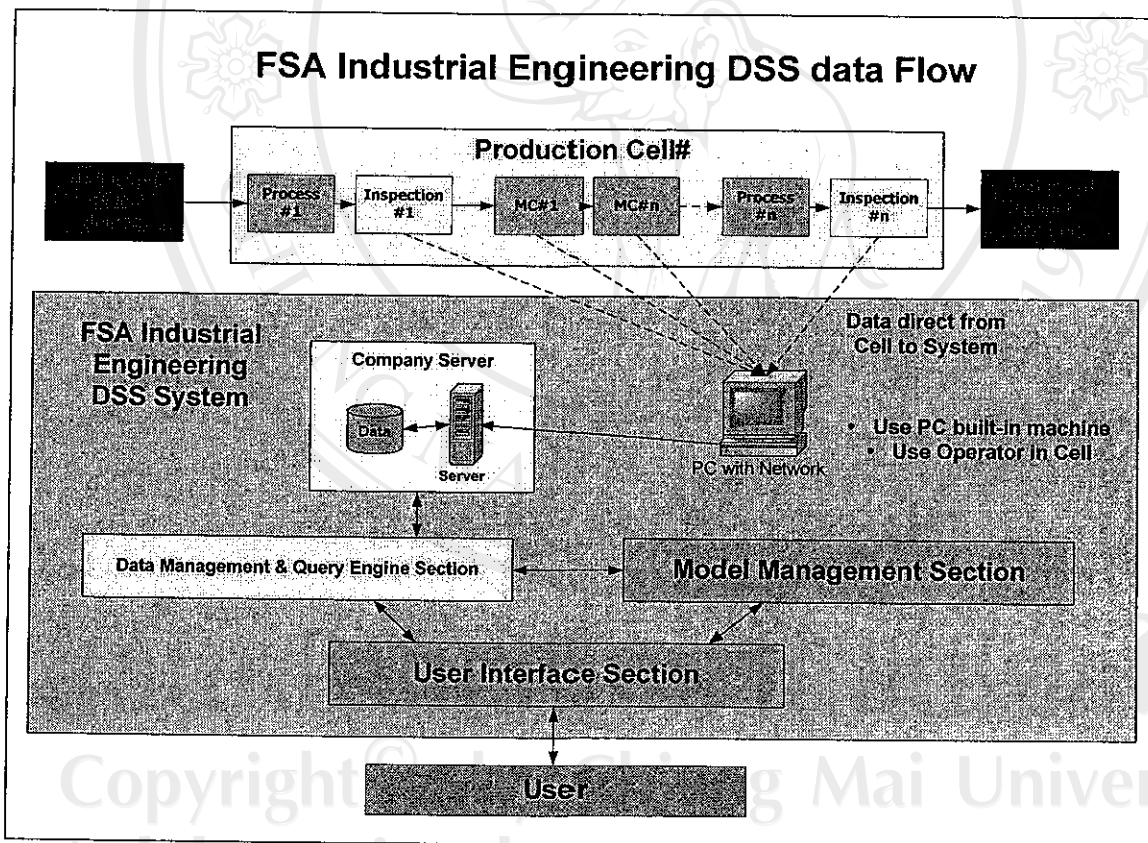 FSA Industrial Engineering DSS data Flow
Production Cell#
Process
#1
Inspection
#1
MC#1
MC#n
Process
#n
Inspection
#n
FSA Industrial
Engineering
DSS System
Company Server
Data
Server
Data direct from
Cell to System
PC with Network
• Use PC built-in machine
• Use Operator in Cell
Data Management & Query Engine Section
Model Management Section
User Interface Section
User
Copyright©
Mai Univer